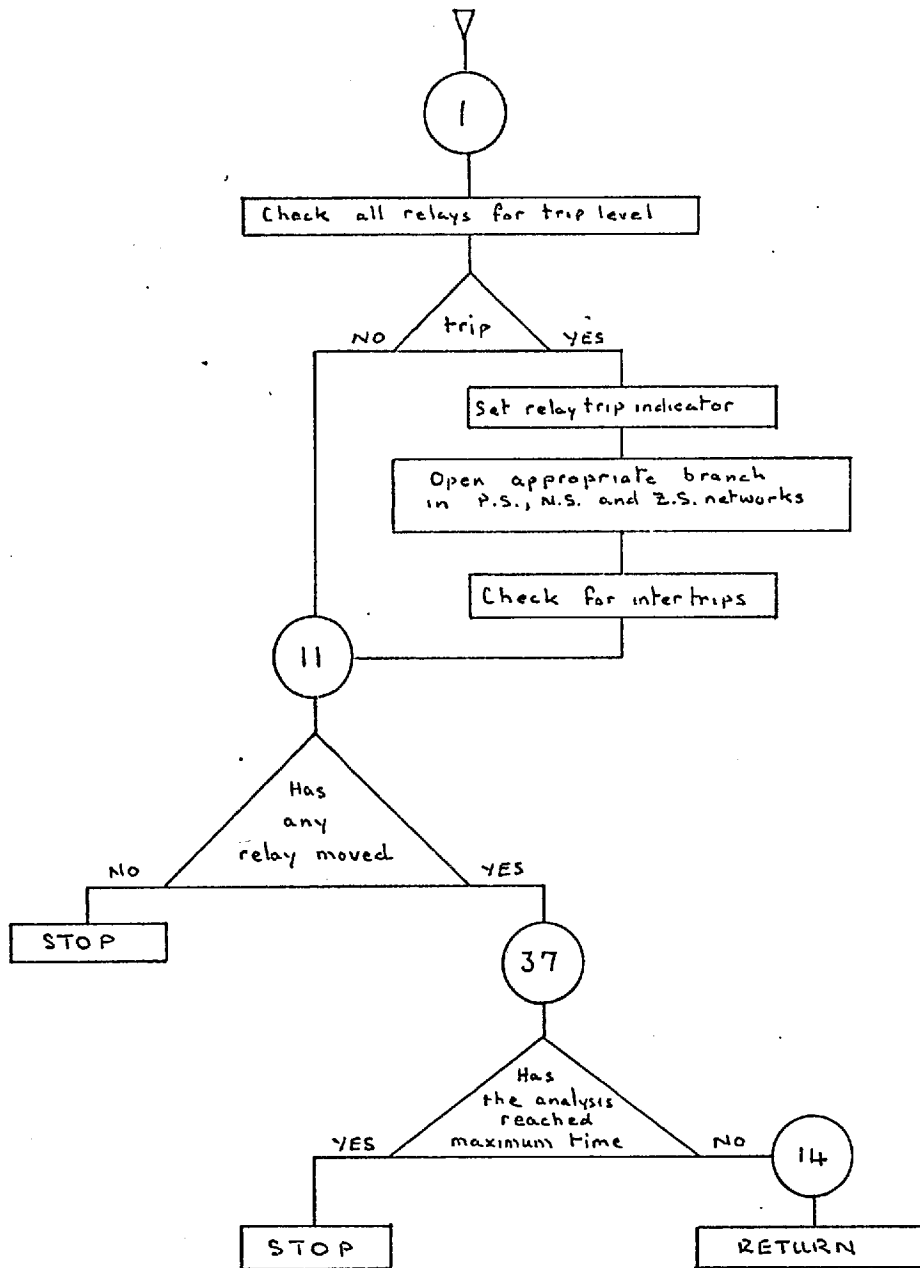 1
Check all relays for trip level
trip
NO
YES
Set relay trip indicator
Open appropriate branch
in P.S., N.S. and Z.S. networks
Check for intertrips
11
Has
any
relay moved
NO
YES
STOP
37
Has
the analysis
reached
maximum time
YES
NO
14
STOP
RETURN